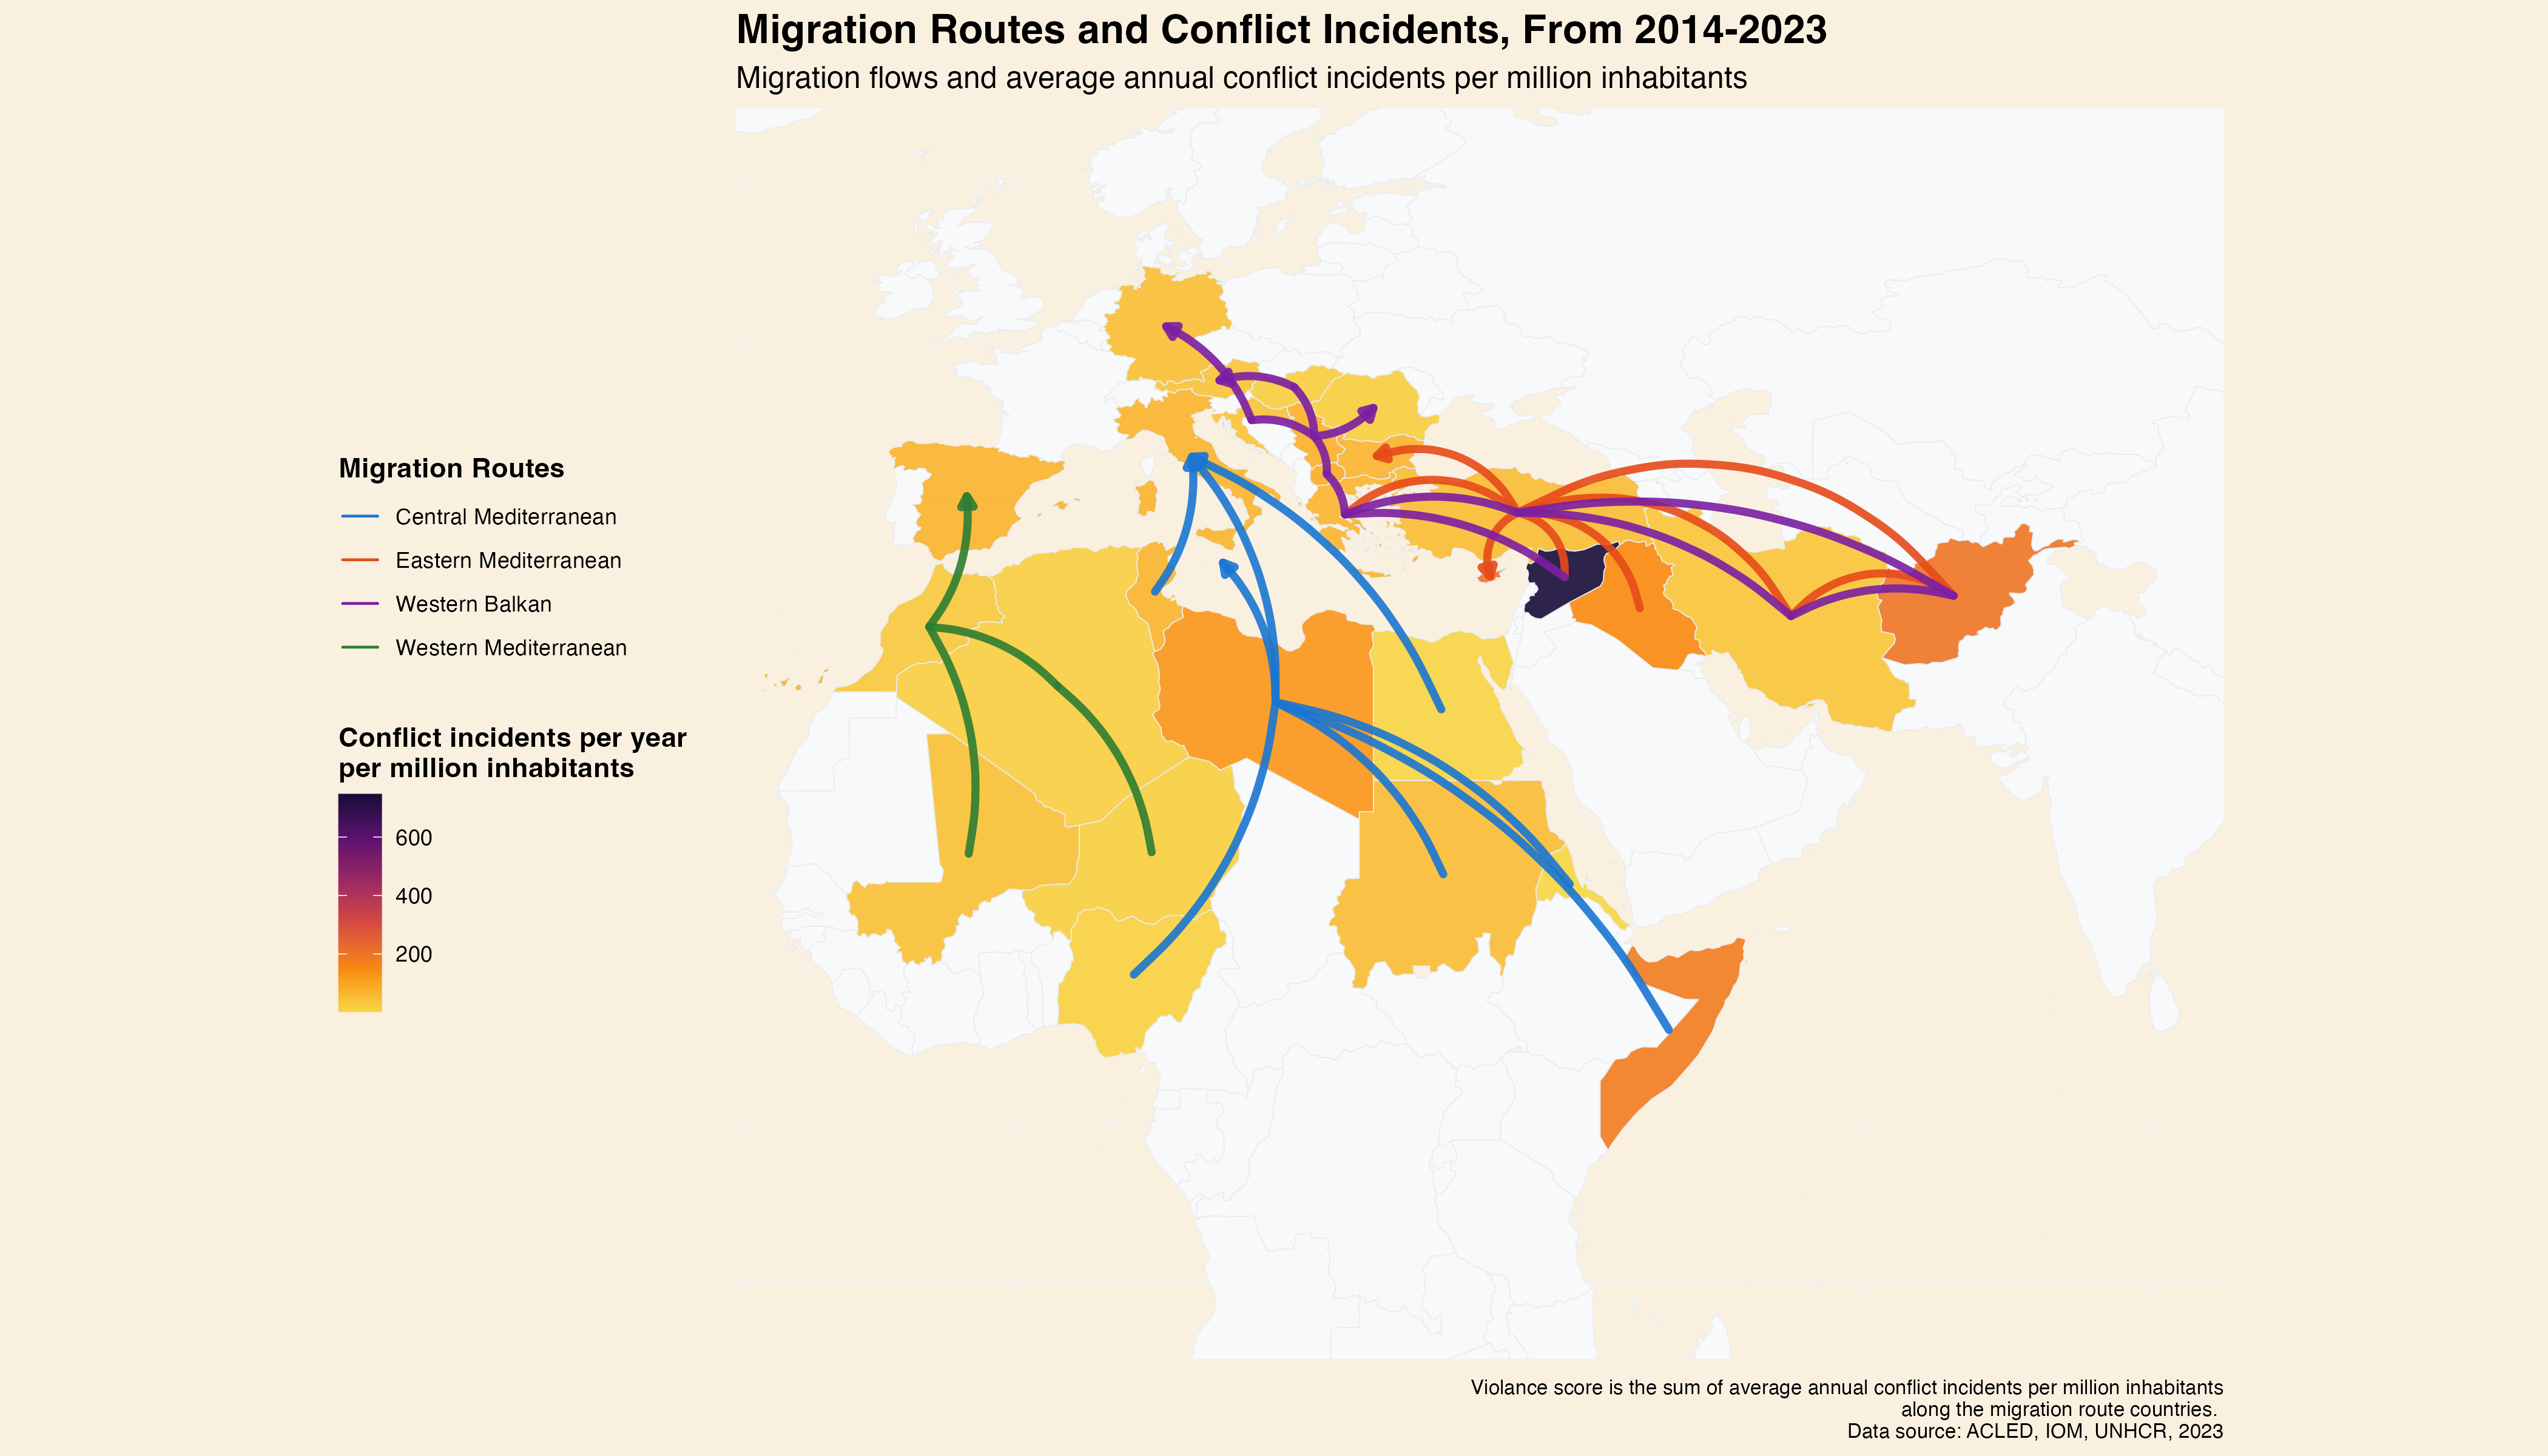 Migration Routes and Conflict Incidents, From 2014-2023
Migration flows and average annual conflict incidents per million inhabitants
Migration Routes
Central Mediterranean
Eastern Mediterranean
Western Balkan
Western Mediterranean
Conflict incidents per year
per million inhabitants
600
400
200
Violance score is the sum of average annual conflict incidents per million inhabitants
along the migration route countries.
Data source: ACLED, IOM, UNHCR, 2023